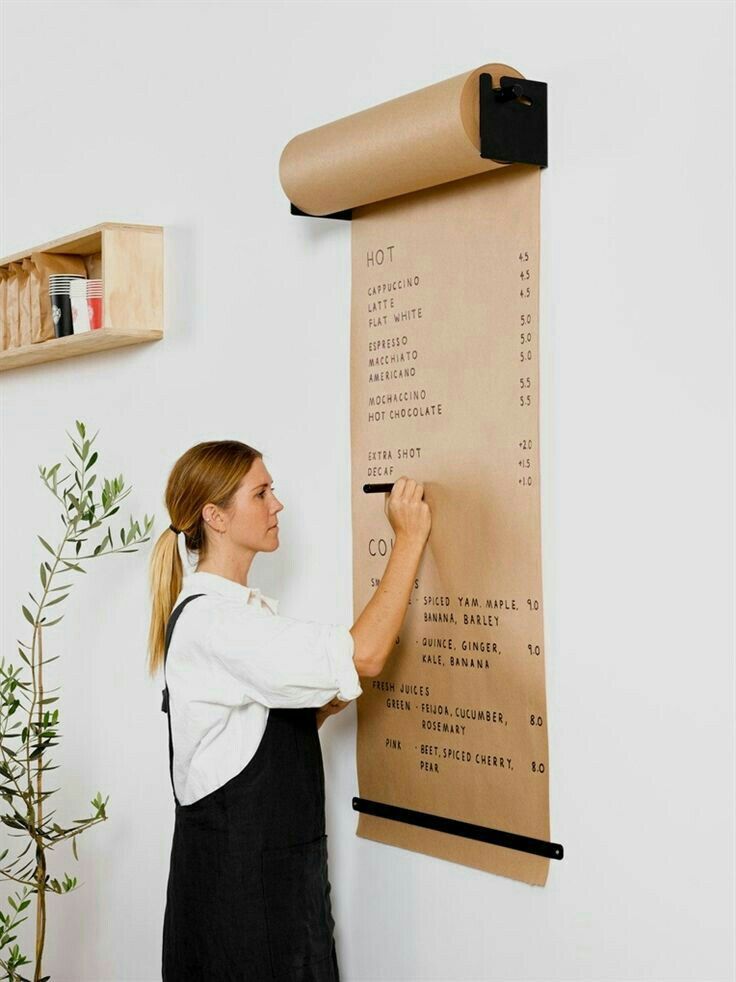 HOT 4.5
CAPPUCCINO 4.5
LATTE 4.5
FLAT WHITE
ESPRESSO 5.0
MACCHIATO 5.0
AMERICANO 5.0
MOCHACCINO 5.5
HOT CHOCOLATE 5.5
EXTRA SHOT +2.0
DECAF +1.5
+1.0
CO
SM S
E - SPICED YAM, MAPLE, 9.0
BANANA, BARLEY
D - QUINCE, GINGER, 9.0
KALE, BANANA
FRESH JUICES
GREEN - FEIJOA, CUCUMBER, 8.0
ROSEMARY
PINK - BEET, SPICED CHERRY, 8.0
PEAR